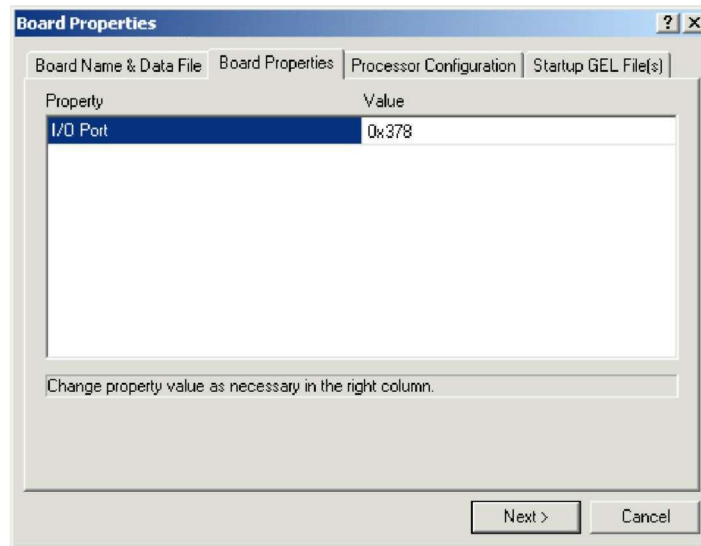 Board Properties
Board Name & Data File Board Properties Processor Configuration Startup GEL File(s)
Property Value
I/O Port 0x378
Change property value as necessary in the right column.
Next > Cancel